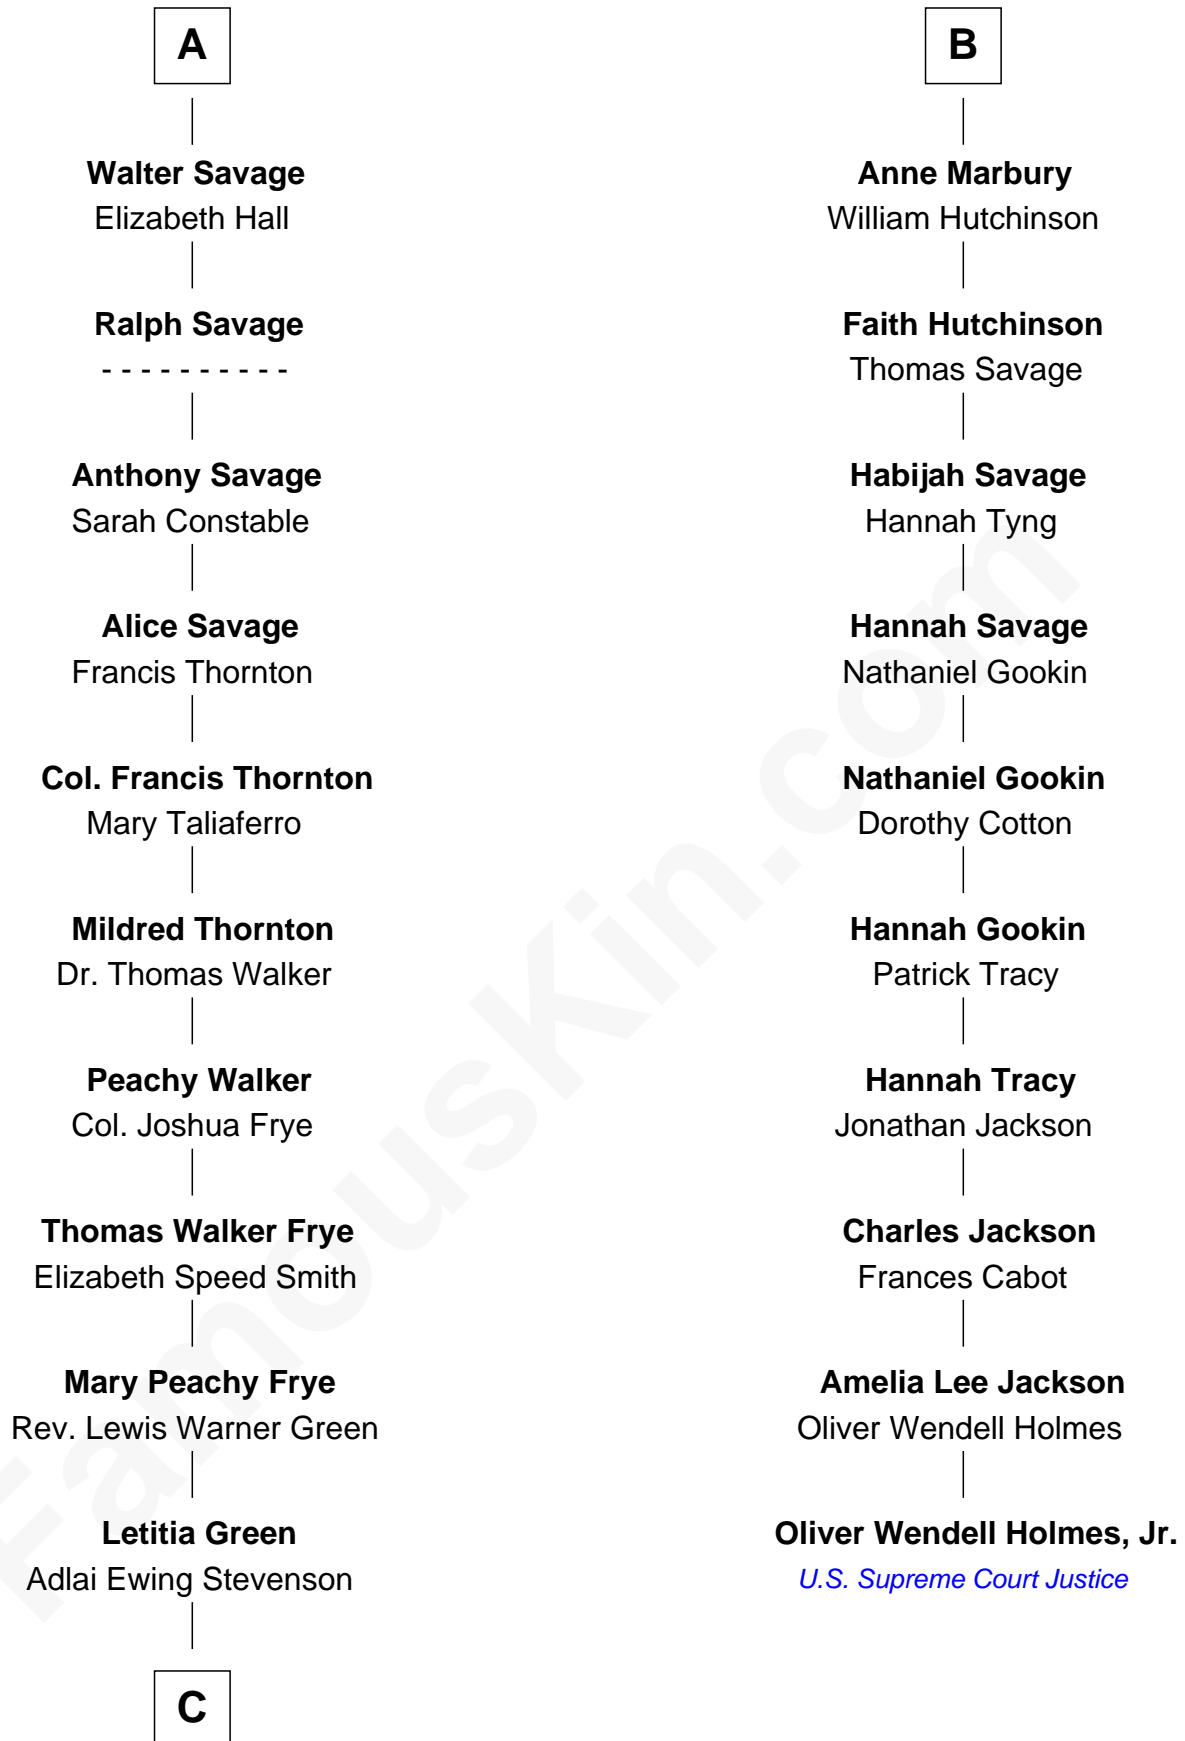 A
Walter Savage
Elizabeth Hall
Ralph Savage
- - - - - - - - - -
Anthony Savage
Sarah Constable
Alice Savage
Francis Thornton
Col. Francis Thornton
Mary Taliaferro
Mildred Thornton
Dr. Thomas Walker
Peachy Walker
Col. Joshua Frye
Thomas Walker Frye
Elizabeth Speed Smith
Mary Peachy Frye
Rev. Lewis Warner Green
Letitia Green
Adlai Ewing Stevenson
C
B
Anne Marbury
William Hutchinson
Faith Hutchinson
Thomas Savage
Habijah Savage
Hannah Tyng
Hannah Savage
Nathaniel Gookin
Nathaniel Gookin
Dorothy Cotton
Hannah Gookin
Patrick Tracy
Hannah Tracy
Jonathan Jackson
Charles Jackson
Frances Cabot
Amelia Lee Jackson
Oliver Wendell Holmes
Oliver Wendell Holmes, Jr.
U.S. Supreme Court Justice
FamousKin.com